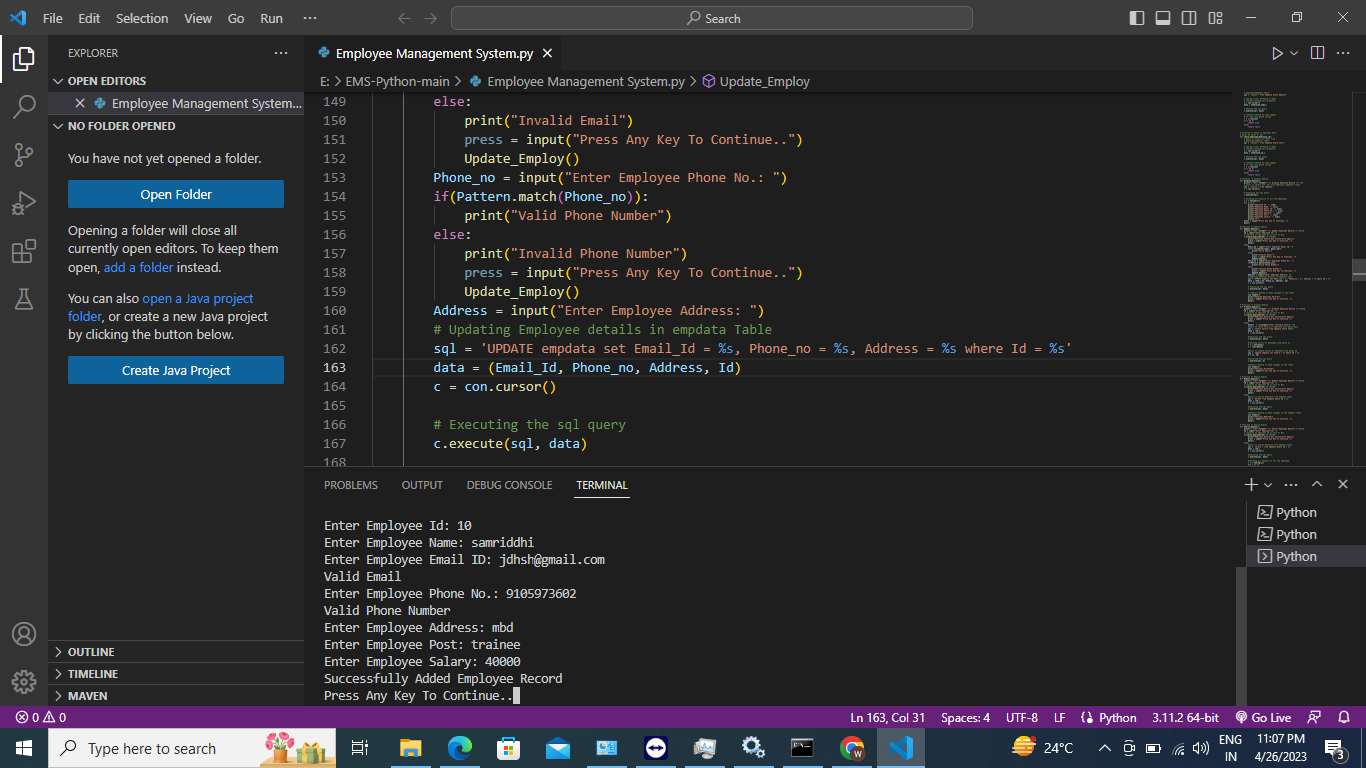 File Edit Selection View Go Run ···
Search
EXPLORER ···
OPEN EDITORS
Employee Management System...
NO FOLDER OPENED
You have not yet opened a folder.
Open Folder
Opening a folder will close all
currently open editors. To keep them
open, add a folder instead.
You can also open a Java project
folder, or create a new Java project
by clicking the button below.
Create Java Project
OUTLINE
TIMELINE
MAVEN
Employee Management System.py
E: > EMS-Python-main > Employee Management System.py > Update_Employ
149 else:
150 print("Invalid Email")
151 press = input("Press Any Key To Continue..")
152 Update_Employ()
153 Phone_no = input("Enter Employee Phone No.: ")
154 if(Pattern.match(Phone_no)):
155 print("Valid Phone Number")
156 else:
157 print("Invalid Phone Number")
158 press = input("Press Any Key To Continue..")
159 Update_Employ()
160 Address = input("Enter Employee Address: ")
161 # Updating Employee details in empdata Table
162 sql = 'UPDATE empdata set Email_Id = %s, Phone_no = %s, Address = %s where Id = %s'
163 data = (Email_Id, Phone_no, Address, Id)
164 c = con.cursor()
165
166 # Executing the sql query
167 c.execute(sql, data)
168
PROBLEMS OUTPUT DEBUG CONSOLE TERMINAL
Enter Employee Id: 10
Enter Employee Name: samriddhi
Enter Employee Email ID: jdhsh@gmail.com
Valid Email
Enter Employee Phone No.: 9105973602
Valid Phone Number
Enter Employee Address: mbd
Enter Employee Post: trainee
Enter Employee Salary: 40000
Successfully Added Employee Record
Press Any Key To Continue..
Python
Python
Python
0 0 Ln 163, Col 31 Spaces: 4 UTF-8 LF Python 3.11.2 64-bit Go Live
Type here to search
24°C
ENG
IN
11:07 PM
4/26/2023
3